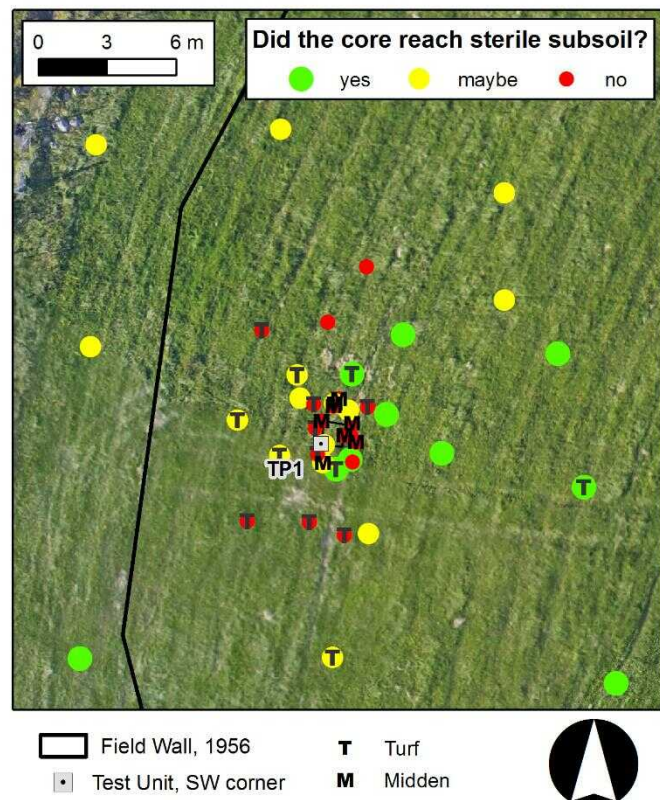 0 3 6 m
Did the core reach sterile subsoil?
yes maybe no
T
T T
T T
M
M
T M M
T M
M
TP1 M T
T
T T T
T
Field Wall, 1956 T Turf
Test Unit, SW corner M Midden